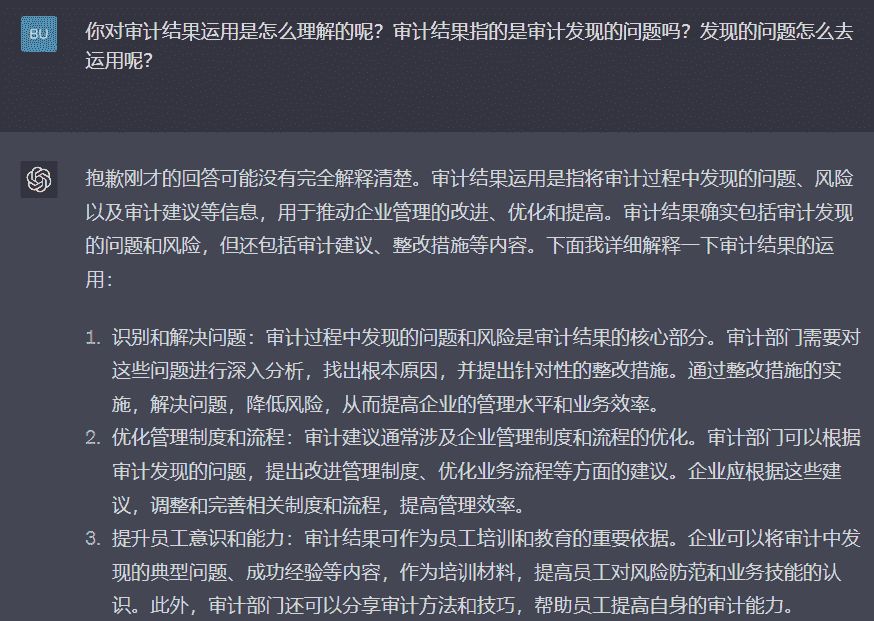 BU
你对审计结果运用是怎么理解的呢？审计结果指的是审计发现的问题吗？发现的问题怎么去
运用呢？
抱歉刚才的回答可能没有完全解释清楚。审计结果运用是指将审计过程中发现的问题、风险
以及审计建议等信息，用于推动企业管理的改进、优化和提高。审计结果确实包括审计发现
的问题和风险，但还包括审计建议、整改措施等内容。下面我详细解释一下审计结果的运
用：
1. 识别和解决问题：审计过程中发现的问题和风险是审计结果的核心部分。审计部门需要对
这些问题进行深入分析，找出根本原因，并提出针对性的整改措施。通过整改措施的实
施，解决问题，降低风险，从而提高企业的管理水平和业务效率。
2. 优化管理制度和流程：审计建议通常涉及企业管理制度和流程的优化。审计部门可以根据
审计发现的问题，提出改进管理制度、优化业务流程等方面的建议。企业应根据这些建
议，调整和完善相关制度和流程，提高管理效率。
3. 提升员工意识和能力：审计结果可作为员工培训和教育的重要依据。企业可以将审计中发
现的典型问题、成功经验等内容，作为培训材料，提高员工对风险防范和业务技能的认
识。此外，审计部门还可以分享审计方法和技巧，帮助员工提高自身的审计能力。